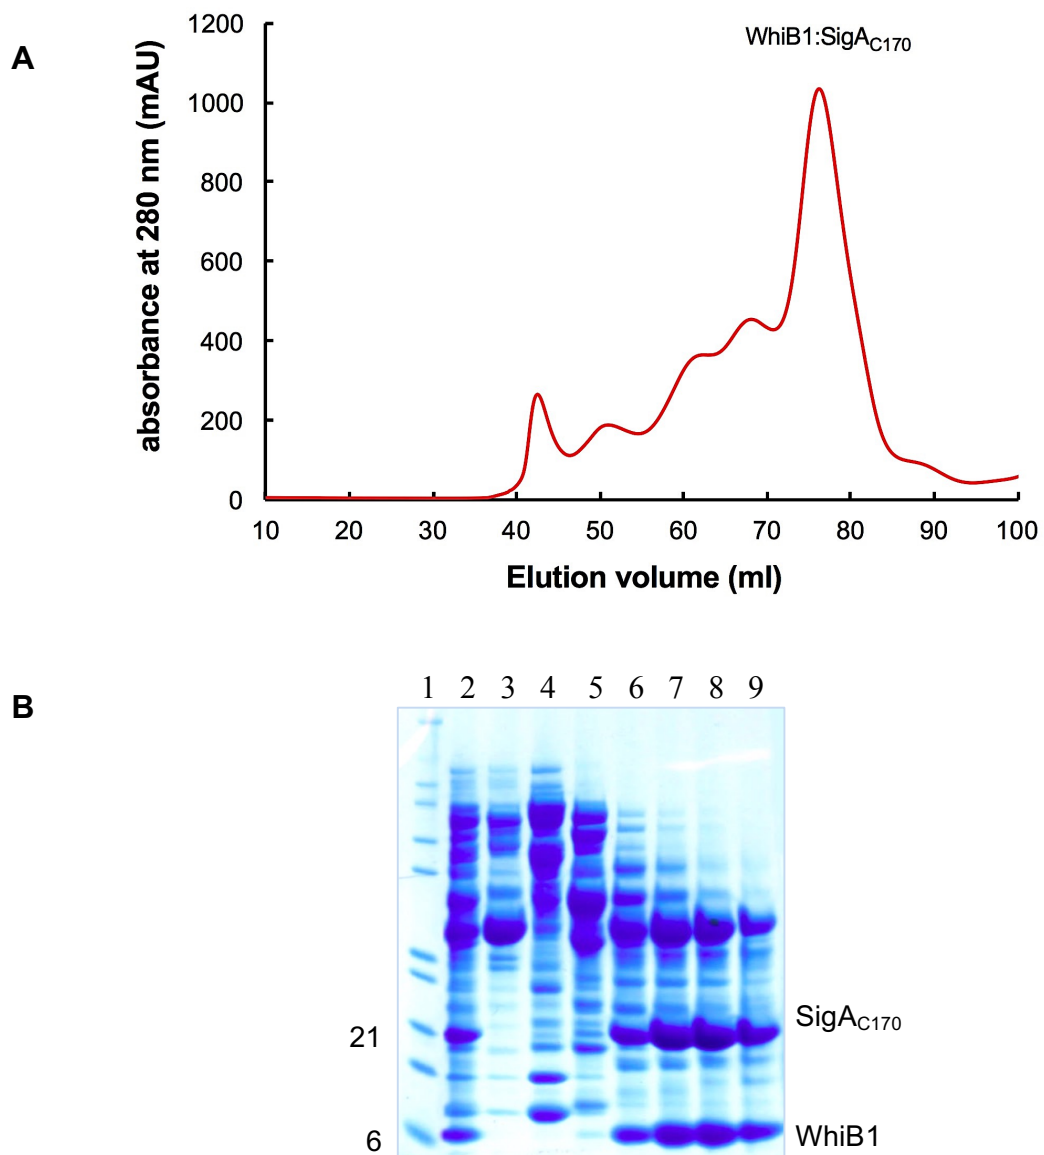 A
WhiB1:SigAC170
absorbance at 280 nm (mAU)
1200
1000
800
600
400
200
0
10 20 30 40 50 60 70 80 90 100
Elution volume (ml)
B
1 2 3 4 5 6 7 8 9
SigAC170
21
6
WhiB1